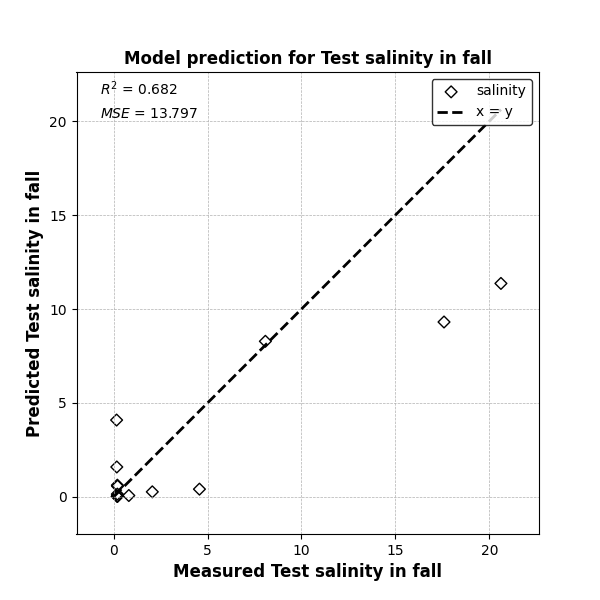 Model prediction for Test salinity in fall
R² = 0.682
MSE = 13.797
salinity
x = y
20
15
10
5
0
0 5 10 15 20
Predicted Test salinity in fall
Measured Test salinity in fall